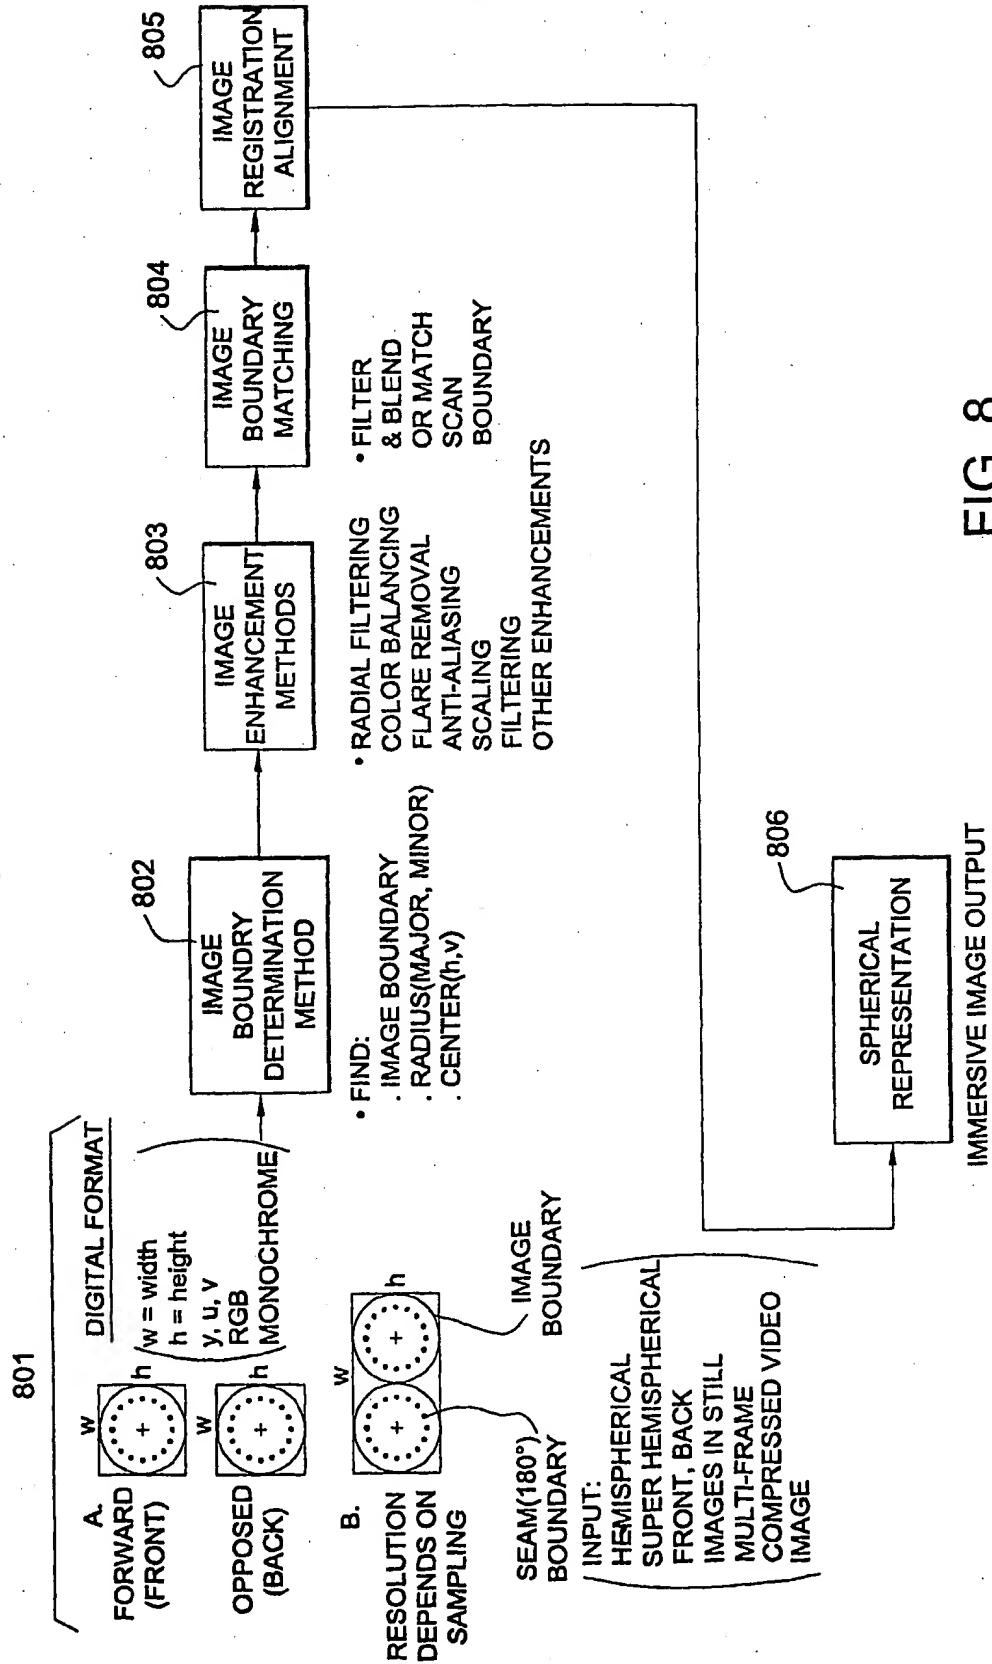 801
A.
FORWARD
(FRONT)
w
h
OPPOSED
(BACK)
w
h
DIGITAL FORMAT
w = width
h = height
y, u, v
RGB
MONOCHROME
B.
RESOLUTION
DEPENDS ON
SAMPLING
w
h
SEAM(180°)
BOUNDARY
IMAGE
BOUNDARY
INPUT:
HEMISPHERICAL
SUPER HEMISPHERICAL
FRONT, BACK
IMAGES IN STILL
MULTI-FRAME
COMPRESSED VIDEO
IMAGE
802
IMAGE
BOUNDRY
DETERMINATION
METHOD
• FIND:
. IMAGE BOUNDARY
. RADIUS(MAJOR, MINOR)
. CENTER(h,v)
803
IMAGE
ENHANCEMENT
METHODS
• RADIAL FILTERING
COLOR BALANCING
FLARE REMOVAL
ANTI-ALIASING
SCALING
FILTERING
OTHER ENHANCEMENTS
804
IMAGE
BOUNDARY
MATCHING
• FILTER
& BLEND
OR MATCH
SCAN
BOUNDARY
805
IMAGE
REGISTRATION
ALIGNMENT
806
SPHERICAL
REPRESENTATION
IMMERSIVE IMAGE OUTPUT
FIG. 8